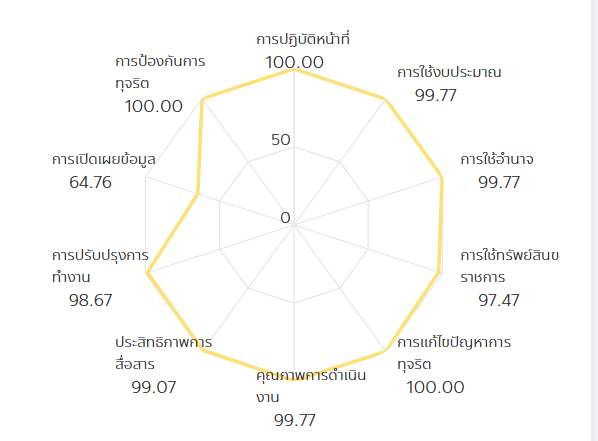 การปฏิบัติหน้าที่
100.00
การใช้งบประมาณ
99.77
การใช้อำนาจ
99.77
การใช้ทรัพย์สินข
ราชการ
97.47
การแก้ไขปัญหาการ
ทุจริต
100.00
คุณภาพการดำเนิน
งาน
99.77
ประสิทธิภาพการ
สื่อสาร
99.07
การปรับปรุงการ
ทำงาน
98.67
การเปิดเผยข้อมูล
64.76
การป้องกันการ
ทุจริต
100.00
50
0